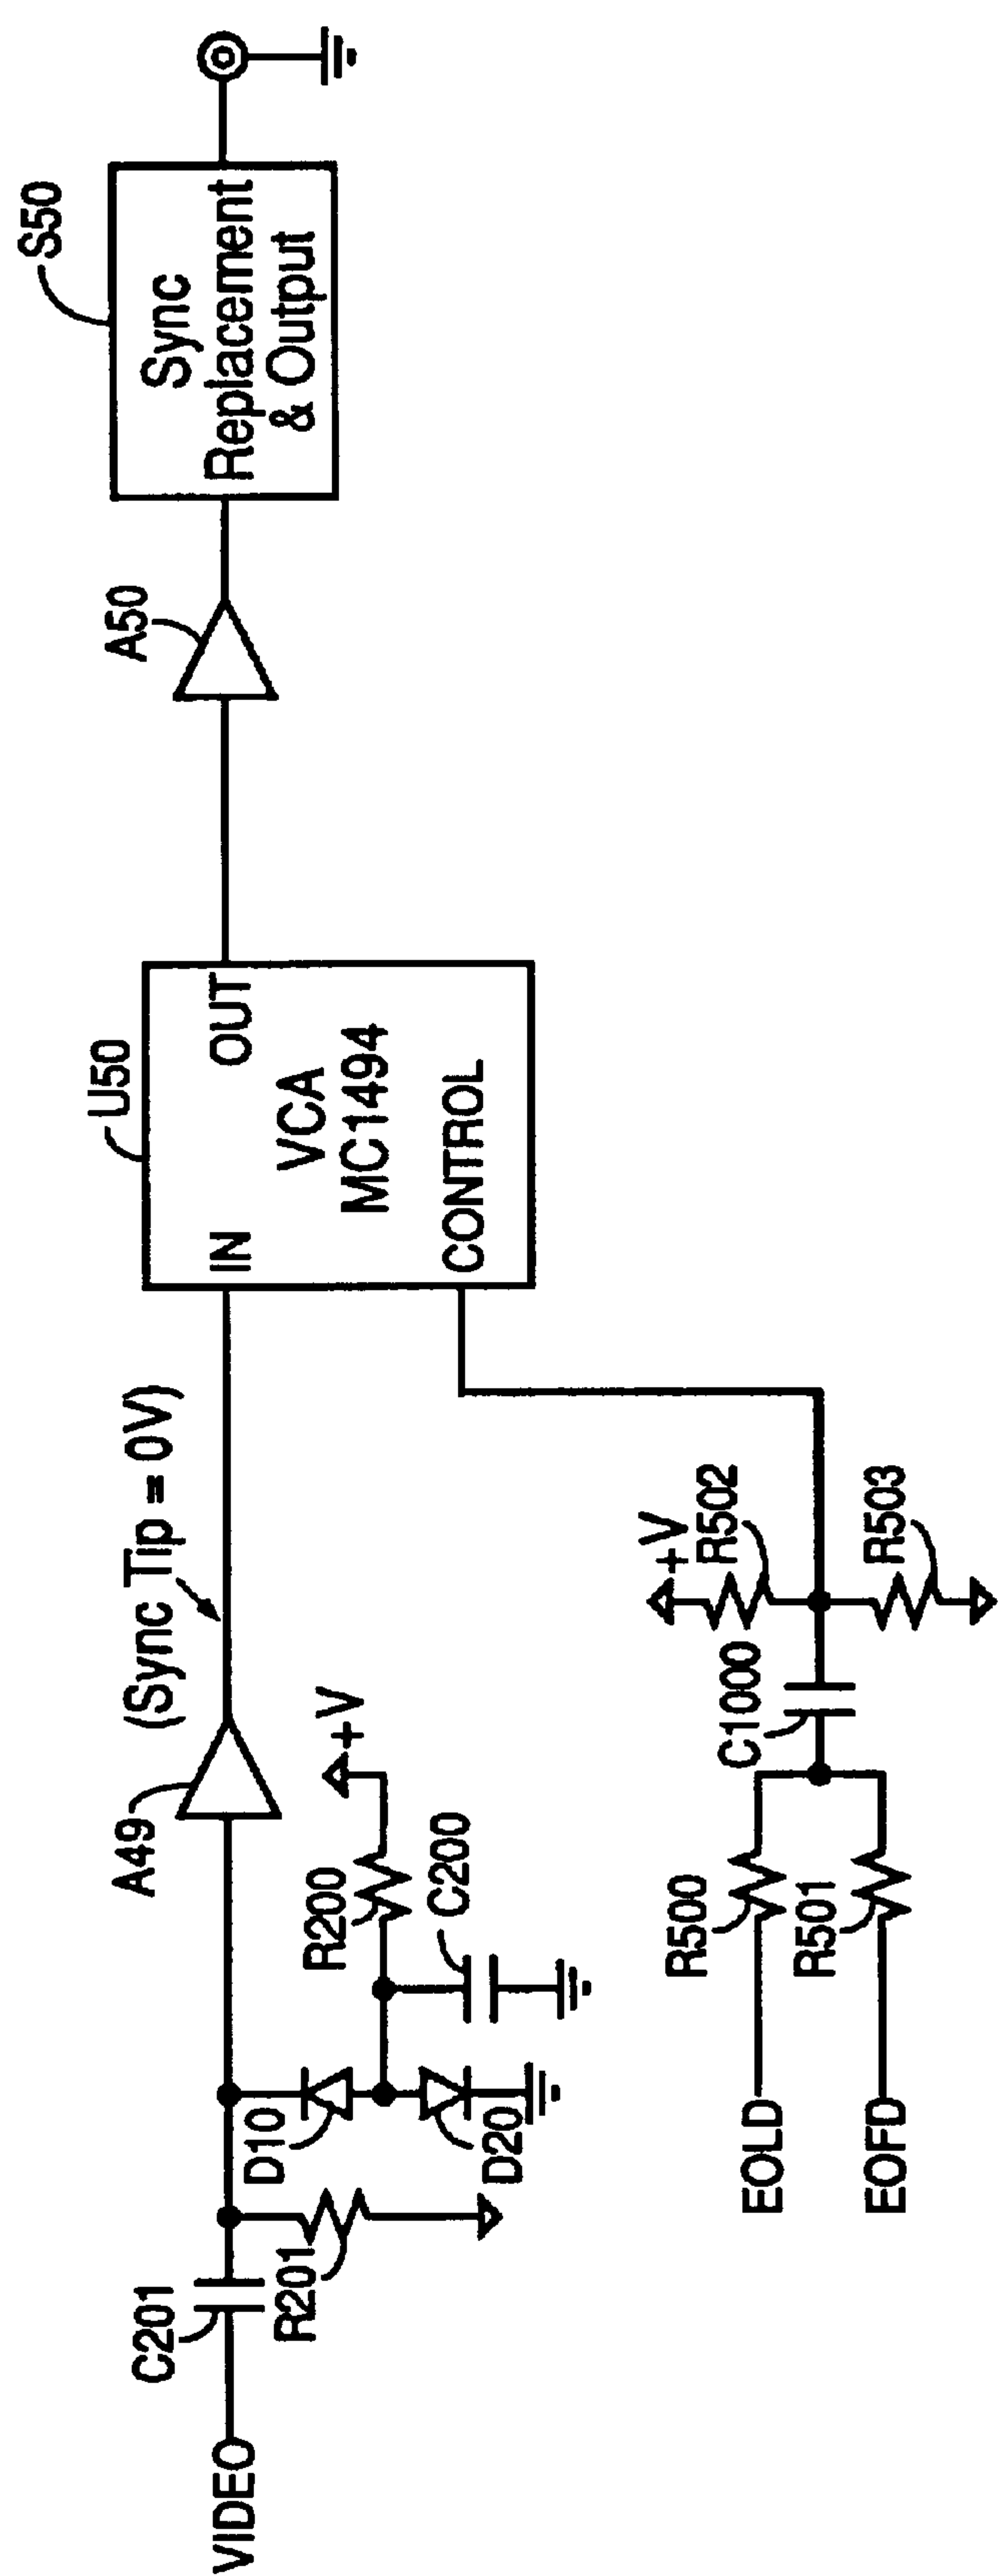 VIDEO
C201
R201
D10
D20
R200
C200
+V
A49
(Sync Tip = 0V)
U50
IN
OUT
VCA
MC1494
CONTROL
A50
S50
Sync
Replacement
& Output
EOLD
EOFD
R500
R501
C1000
+V
R502
R503